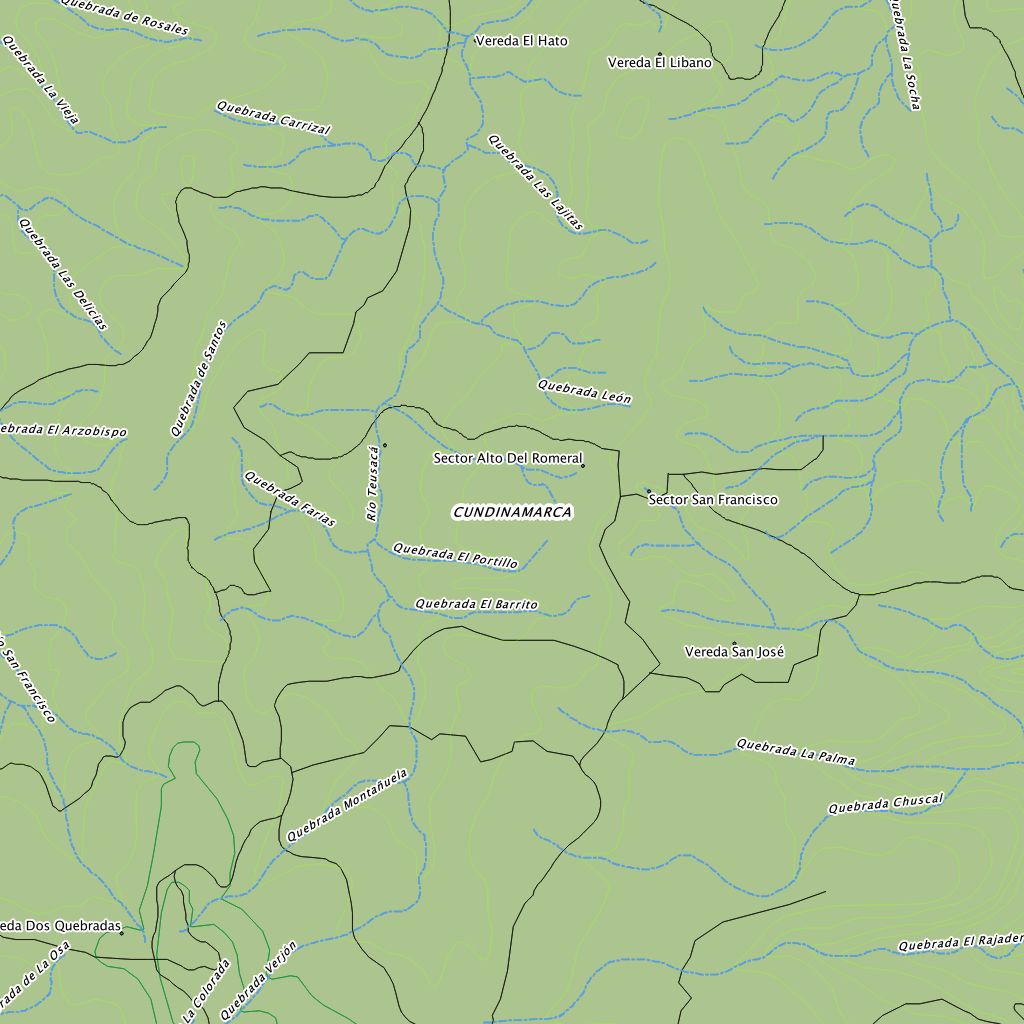 Quebrada de Rosales
Quebrada La Vieja
Vereda El Hato
Vereda El Libano
Quebrada La Socha
Quebrada Carrizal
Quebrada Las Lajitas
Quebrada Las Delicias
Quebrada de Santos
Quebrada León
ebrada El Arzobispo
Sector Alto Del Romeral
Río Teusacá
Quebrada Farías
Sector San Francisco
CUNDINAMARCA
Quebrada El Portillo
Quebrada El Barrito
Vereda San José
o San Francisco
Quebrada La Palma
Quebrada Montañuela
Quebrada Chuscal
eda Dos Quebradas
rada de La Osa
La Colorada
Quebrada Verjón
Quebrada El Rajader